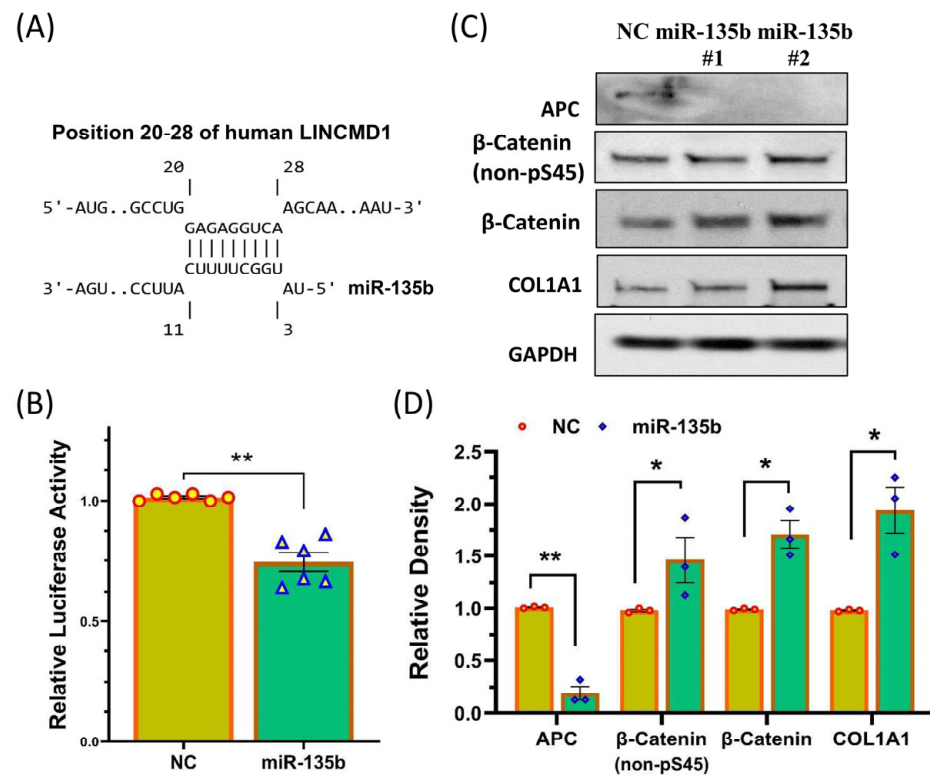 (A)
Position 20-28 of human LINCMD1
20 28
| |
5'-AUG..GCCUG AGCAA..AAU-3'
GAGAGGUCA
|||||||||
CUUUUCGGU
3'-AGU..CCUUA AU-5' miR-135b
| |
11 3
(B)
Relative Luciferase Activity
1.0
0.5
0.0
**
NC miR-135b
(C)
NC miR-135b miR-135b
#1 #2
APC
β-Catenin
(non-pS45)
β-Catenin
COL1A1
GAPDH
(D)
NC miR-135b
Relative Density
2.5
2.0
1.5
1.0
0.5
0.0
**
*
*
*
APC β-Catenin β-Catenin COL1A1
(non-pS45)